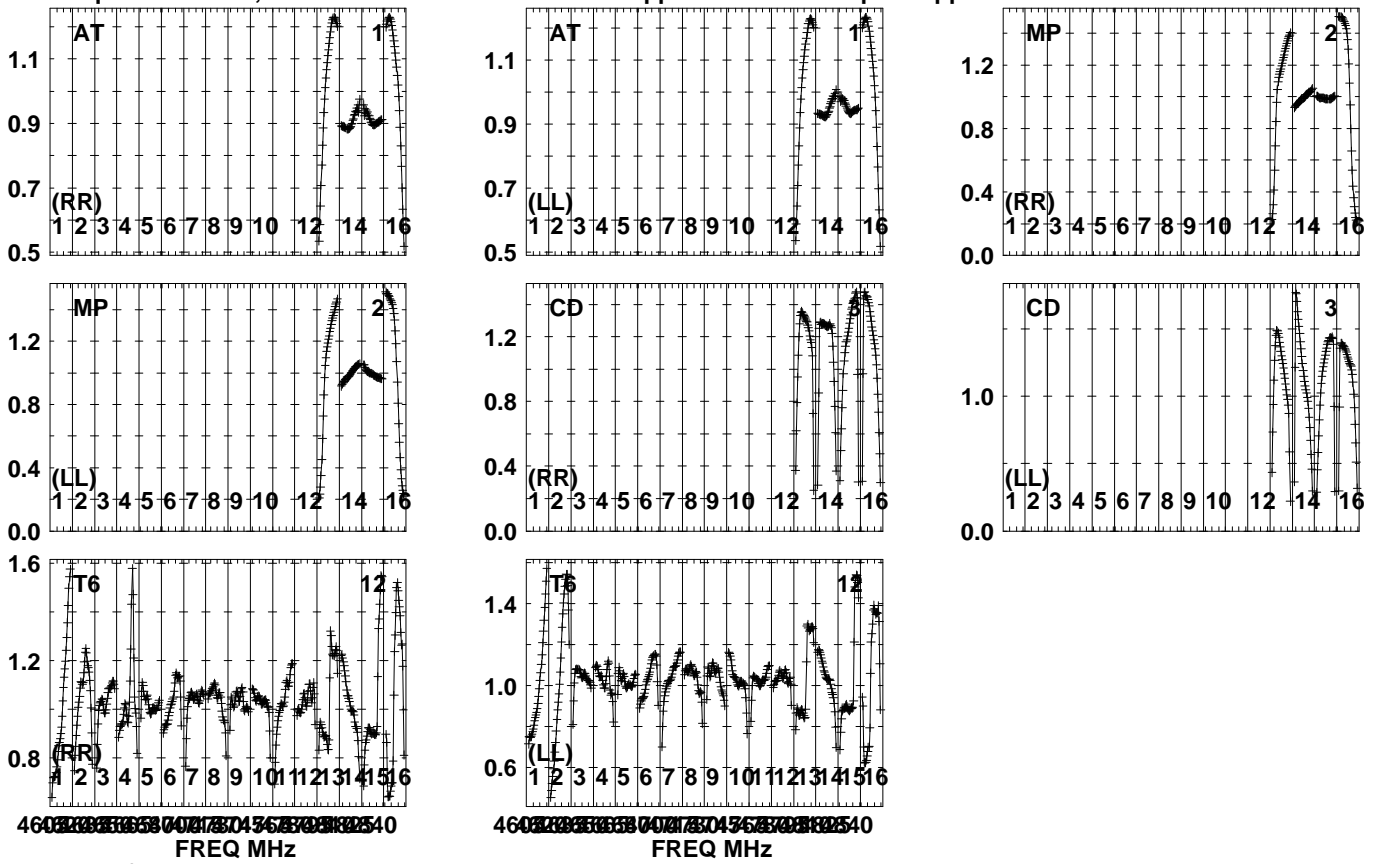 AT 1
1.1
0.9
0.7
(RR)
1 2 3 4 5 6 7 8 9 10 12 14 16
0.5
AT 1
1.1
0.9
0.7
(LL)
1 2 3 4 5 6 7 8 9 10 12 14 16
0.5
MP 2
1.2
0.8
0.4
(RR)
1 2 3 4 5 6 7 8 9 10 12 14 16
0.0
MP 2
1.2
0.8
0.4
(LL)
1 2 3 4 5 6 7 8 9 10 12 14 16
0.0
CD 3
1.2
0.8
0.4
(RR)
1 2 3 4 5 6 7 8 9 10 12 14 16
0.0
CD 3
1.0
(LL)
1 2 3 4 5 6 7 8 9 10 12 14 16
0.0
1.6
T6 12
1.2
0.8
(RR)
1 2 3 4 5 6 7 8 9 10 11 12 13 14 15 16
FREQ MHz
T6 12
1.4
1.0
0.6
(LL)
1 2 3 4 5 6 7 8 9 10 11 12 13 14 15 16
FREQ MHz